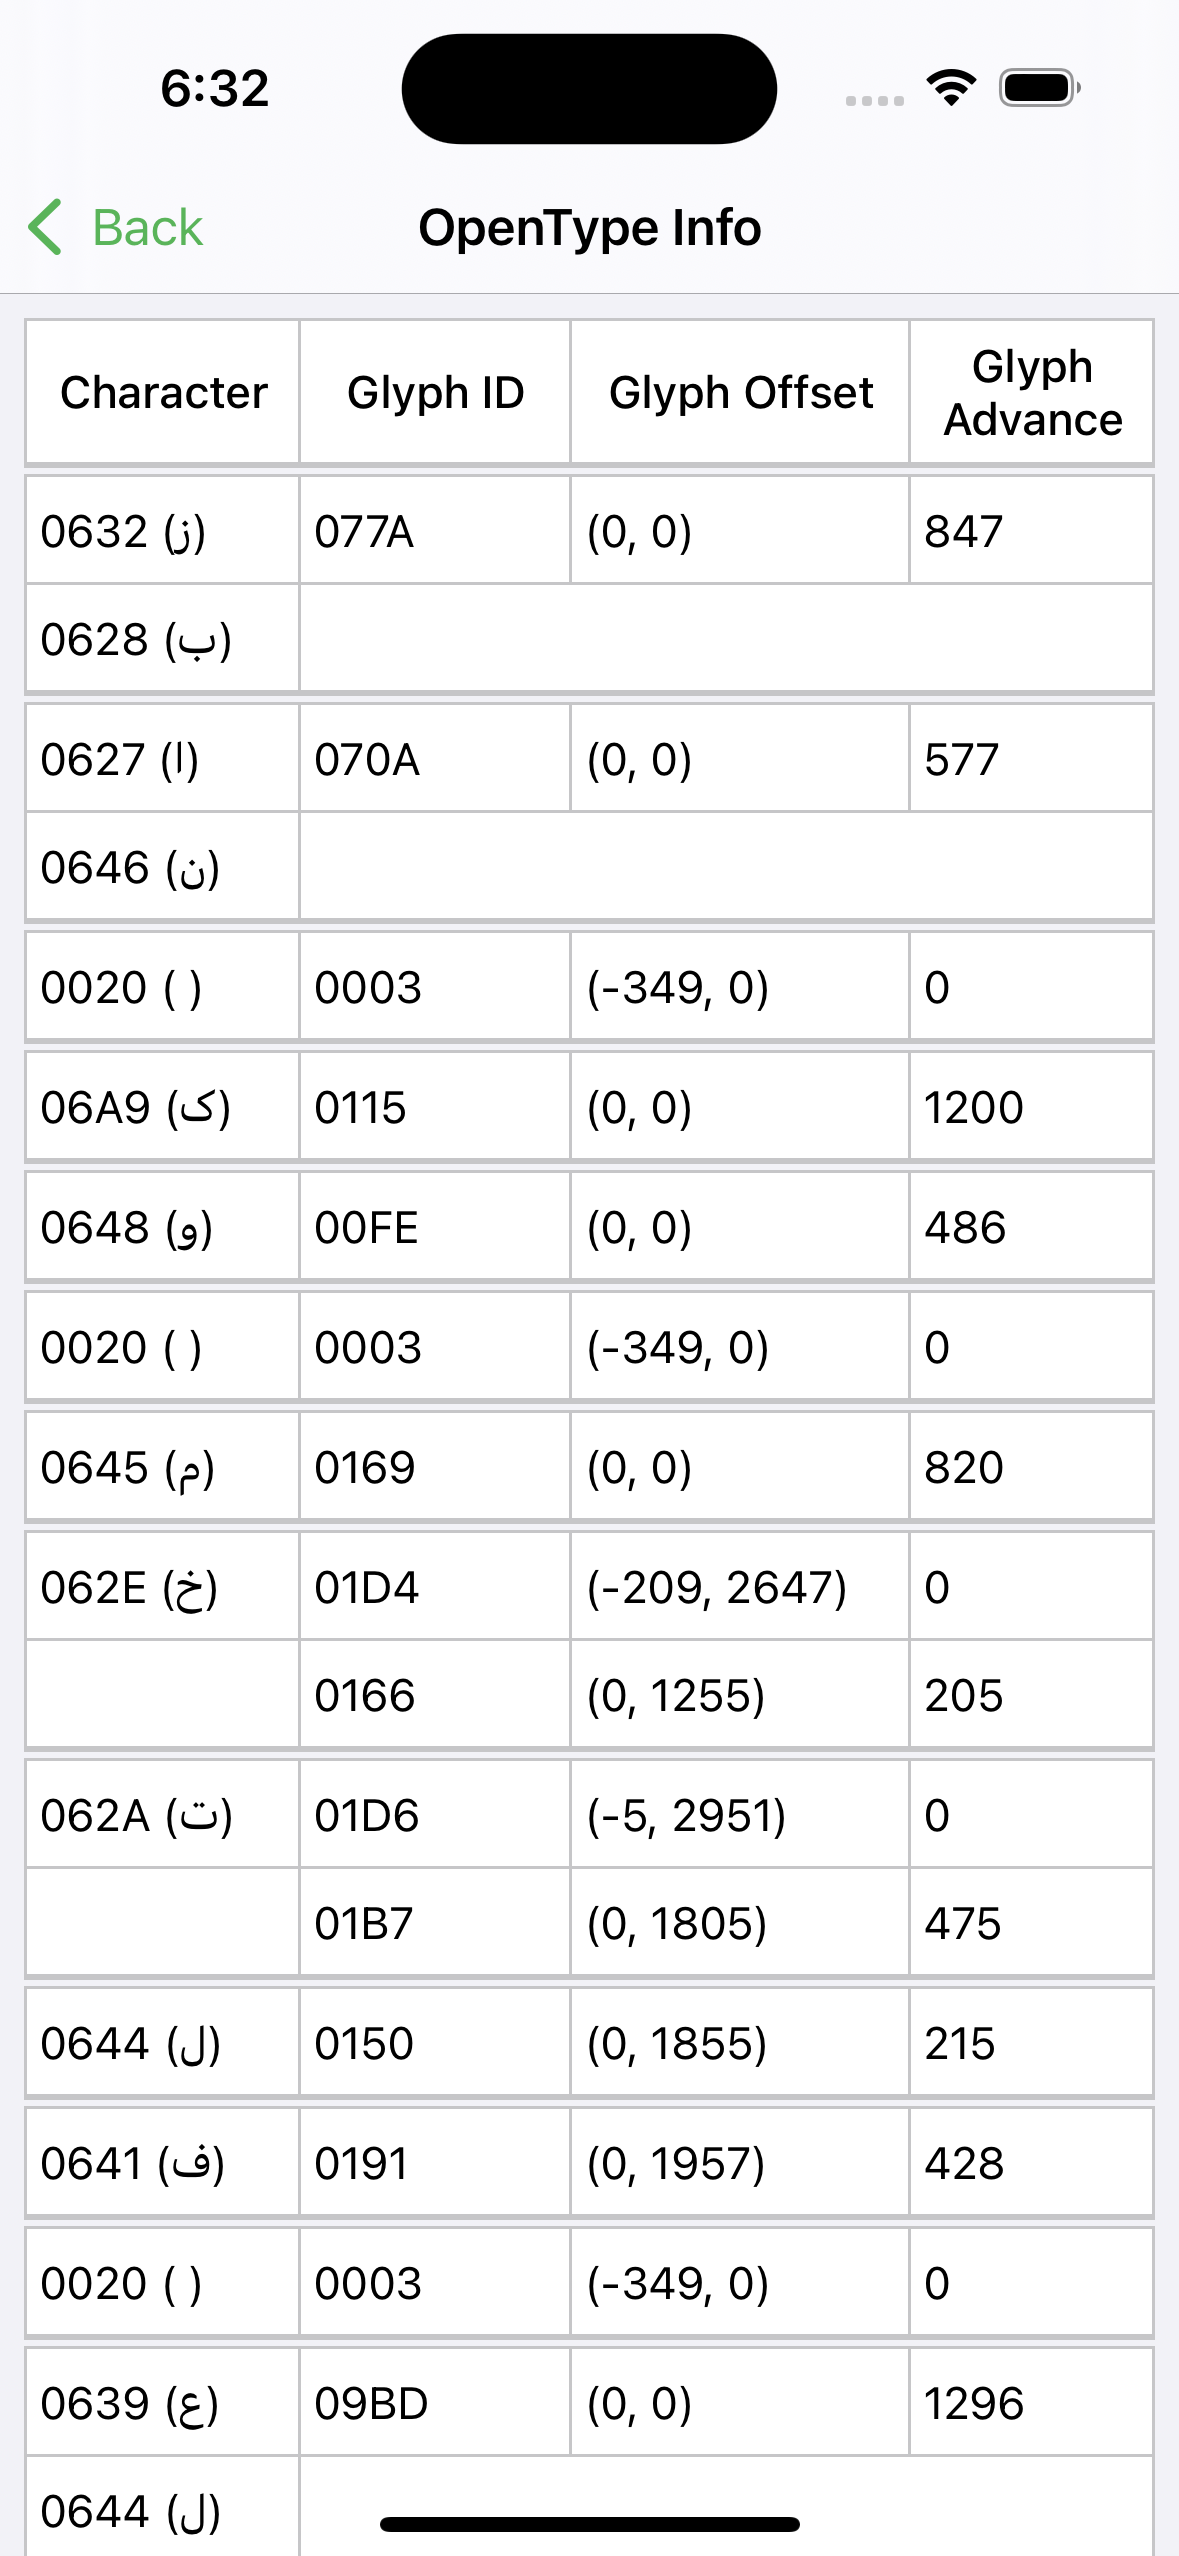 6:32
Back
OpenType Info
Character Glyph ID Glyph Offset Glyph Advance
0632 (ز) 077A (0, 0) 847
0628 (ب)
0627 (ا) 070A (0, 0) 577
0646 (ن)
0020 ( ) 0003 (-349, 0) 0
06A9 (ک) 0115 (0, 0) 1200
0648 (و) 00FE (0, 0) 486
0020 ( ) 0003 (-349, 0) 0
0645 (م) 0169 (0, 0) 820
062E (خ) 01D4 (-209, 2647) 0
0166 (0, 1255) 205
062A (ت) 01D6 (-5, 2951) 0
01B7 (0, 1805) 475
0644 (ل) 0150 (0, 1855) 215
0641 (ف) 0191 (0, 1957) 428
0020 ( ) 0003 (-349, 0) 0
0639 (ع) 09BD (0, 0) 1296
0644 (ل)